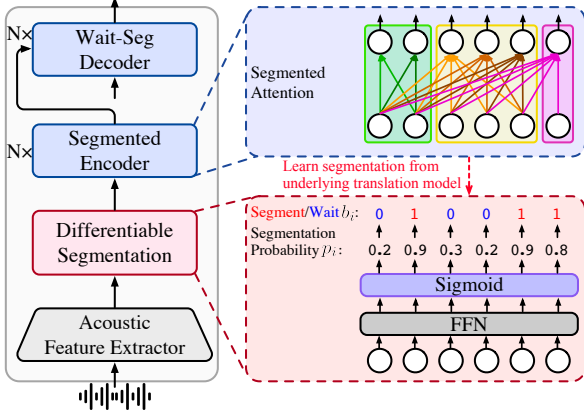 N×
Wait-Seg
Decoder
N×
Segmented
Encoder
Differentiable
Segmentation
Acoustic
Feature Extractor
Segmented
Attention
Learn segmentation from
underlying translation model
Segment/Wait b_i: 0 1 0 0 1 1
Segmentation
Probability p_i: 0.2 0.9 0.3 0.2 0.9 0.8
Sigmoid
FFN